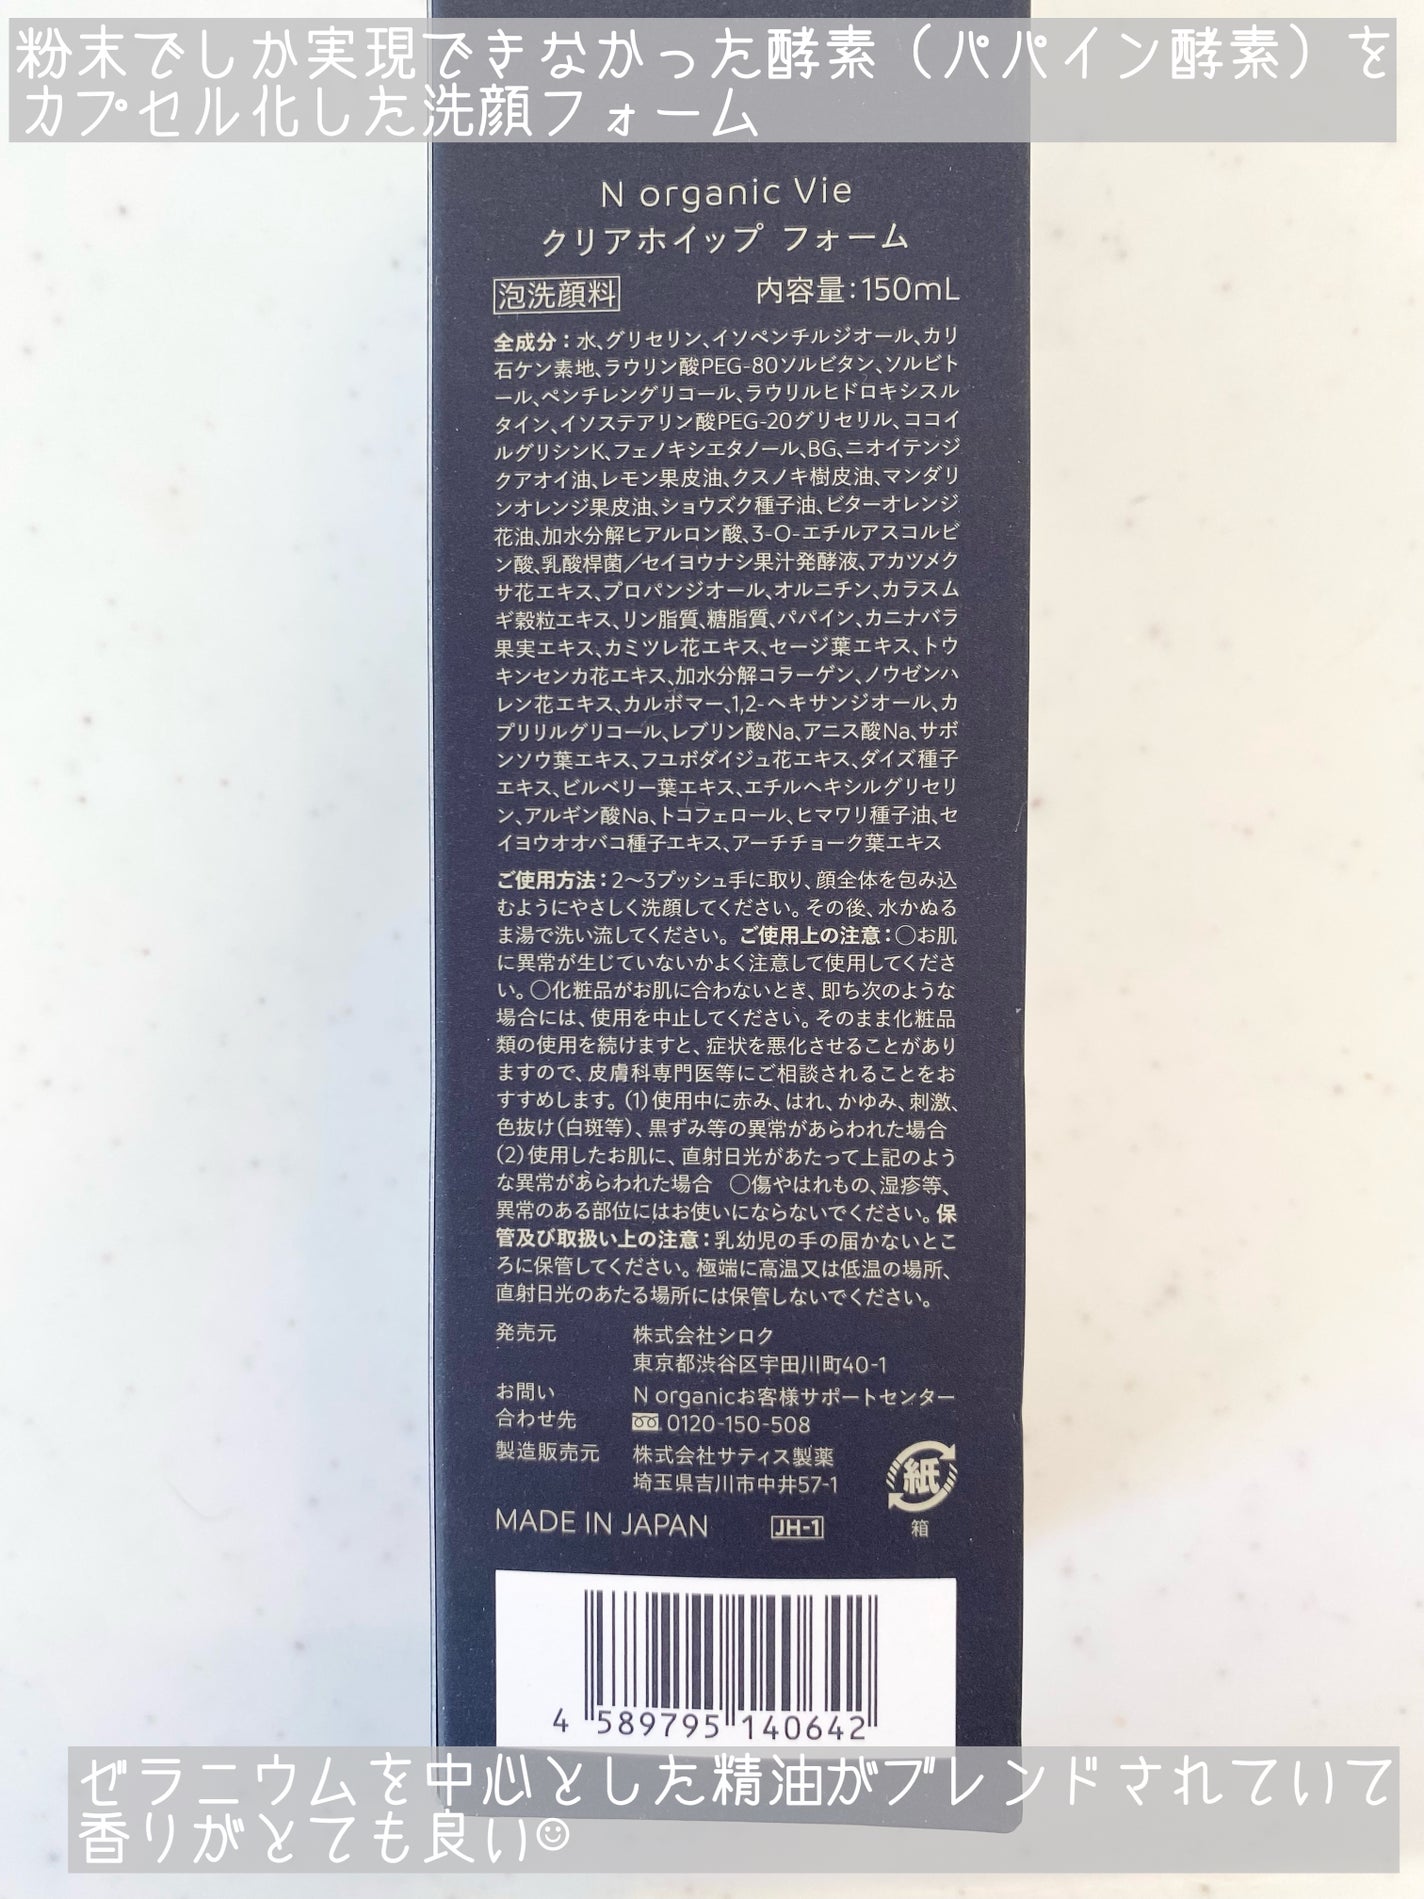 粉末でしか実現できなかった酵素（パパイン酵素）を
カプセル化した洗顔フォーム
N organic Vie
クリアホイップ フォーム
泡洗顔料 内容量：150mL
全成分：水、グリセリン、イソペンチルジオール、カリ
石ケン素地、ラウリン酸PEG-80ソルビタン、ソルビト
ール、ペンチレングリコール、ラウリルヒドロキシスル
タイン、イソステアリン酸PEG-20グリセリル、ココイ
ルグリシンK、フェノキシエタノール、BG、ニオイテンジ
クアオイ油、レモン果皮油、クスノキ樹皮油、マンダリ
ンオレンジ果皮油、ショウズク種子油、ビターオレンジ
花油、加水分解ヒアルロン酸、3-O-エチルアスコルビ
ン酸、乳酸桿菌／セイヨウナシ果汁発酵液、アカツメク
サ花エキス、プロパンジオール、オルニチン、カラスム
ギ穀粒エキス、リン脂質、糖脂質、パパイン、カニナバラ
果実エキス、カミツレ花エキス、セージ葉エキス、トウ
キンセンカ花エキス、加水分解コラーゲン、ノウゼンハ
レン花エキス、カルボマー、1,2-ヘキサンジオール、カ
プリリルグリコール、レブリン酸Na、アニス酸Na、サボ
ンソウ葉エキス、フユボダイジュ花エキス、ダイズ種子
エキス、ビルベリー葉エキス、エチルヘキシルグリセリ
ン、アルギン酸Na、トコフェロール、ヒマワリ種子油、セ
イヨウオオバコ種子エキス、アーチチョーク葉エキス
ご使用方法：2～3プッシュ手に取り、顔全体を包み込
むようにやさしく洗顔してください。その後、水かぬる
ま湯で洗い流してください。ご使用上の注意：○お肌
に異常が生じていないかよく注意して使用してくださ
い。○化粧品がお肌に合わないとき、即ち次のような
場合には、使用を中止してください。そのまま化粧品
類の使用を続けますと、症状を悪化させることがあり
ますので、皮膚科専門医等にご相談されることをお
すすめします。(1)使用中に赤み、はれ、かゆみ、刺激、
色抜け(白斑等)、黒ずみ等の異常があらわれた場合
(2)使用したお肌に、直射日光があたって上記のよう
な異常があらわれた場合 ○傷やはれもの、湿疹等、
異常のある部位にはお使いにならないでください。保
管及び取扱い上の注意：乳幼児の手の届かないとこ
ろに保管してください。極端に高温又は低温の場所、
直射日光のあたる場所には保管しないでください。
発売元 株式会社シロク
東京都渋谷区宇田川町40-1
お問い N organicお客様サポートセンター
合わせ先 0120-150-508
製造販売元 株式会社サティス製薬
埼玉県吉川市中井57-1
紙
箱
MADE IN JAPAN JH-1
4 589795 140642
ゼラニウムを中心とした精油がブレンドされていて
香りがとても良い☺